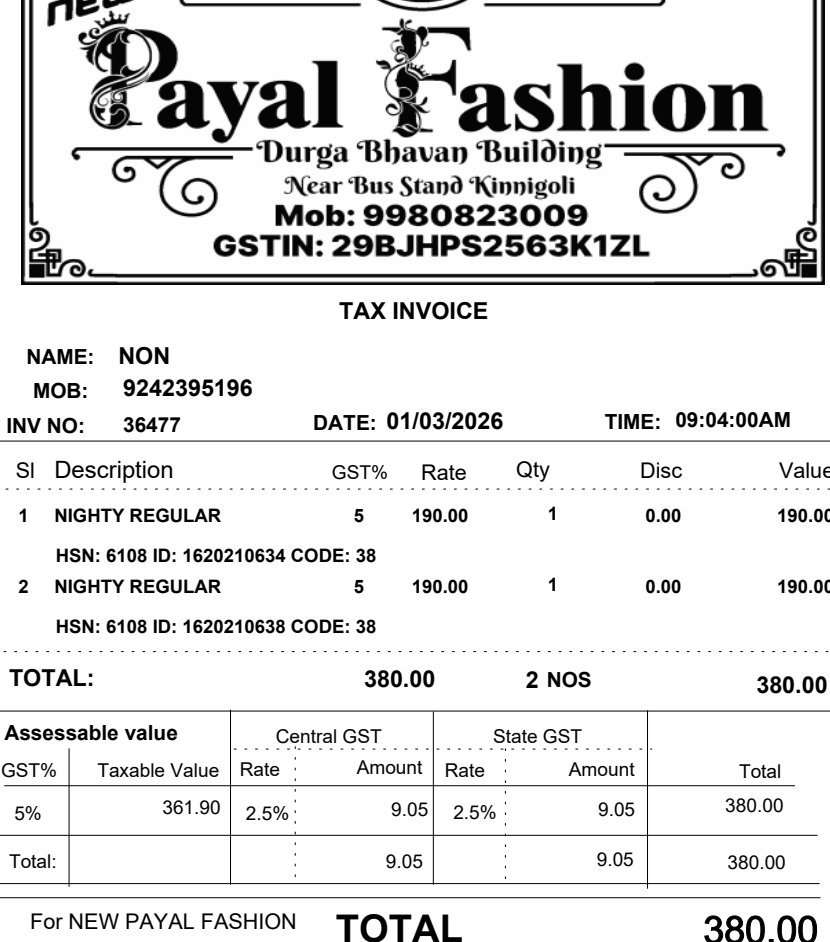 new
Payal Fashion
Durga Bhavan Building
Near Bus Stand Kinnigoli
Mob: 9980823009
GSTIN: 29BJHPS2563K1ZL
TAX INVOICE
NAME: NON
MOB: 9242395196
INV NO: 36477 DATE: 01/03/2026 TIME: 09:04:00AM
Sl Description GST% Rate Qty Disc Value
1 NIGHTY REGULAR 5 190.00 1 0.00 190.00
HSN: 6108 ID: 1620210634 CODE: 38
2 NIGHTY REGULAR 5 190.00 1 0.00 190.00
HSN: 6108 ID: 1620210638 CODE: 38
TOTAL: 380.00 2 NOS 380.00
Assessable value Central GST State GST
GST% Taxable Value Rate Amount Rate Amount Total
5% 361.90 2.5% 9.05 2.5% 9.05 380.00
Total: 9.05 9.05 380.00
For NEW PAYAL FASHION TOTAL 380.00